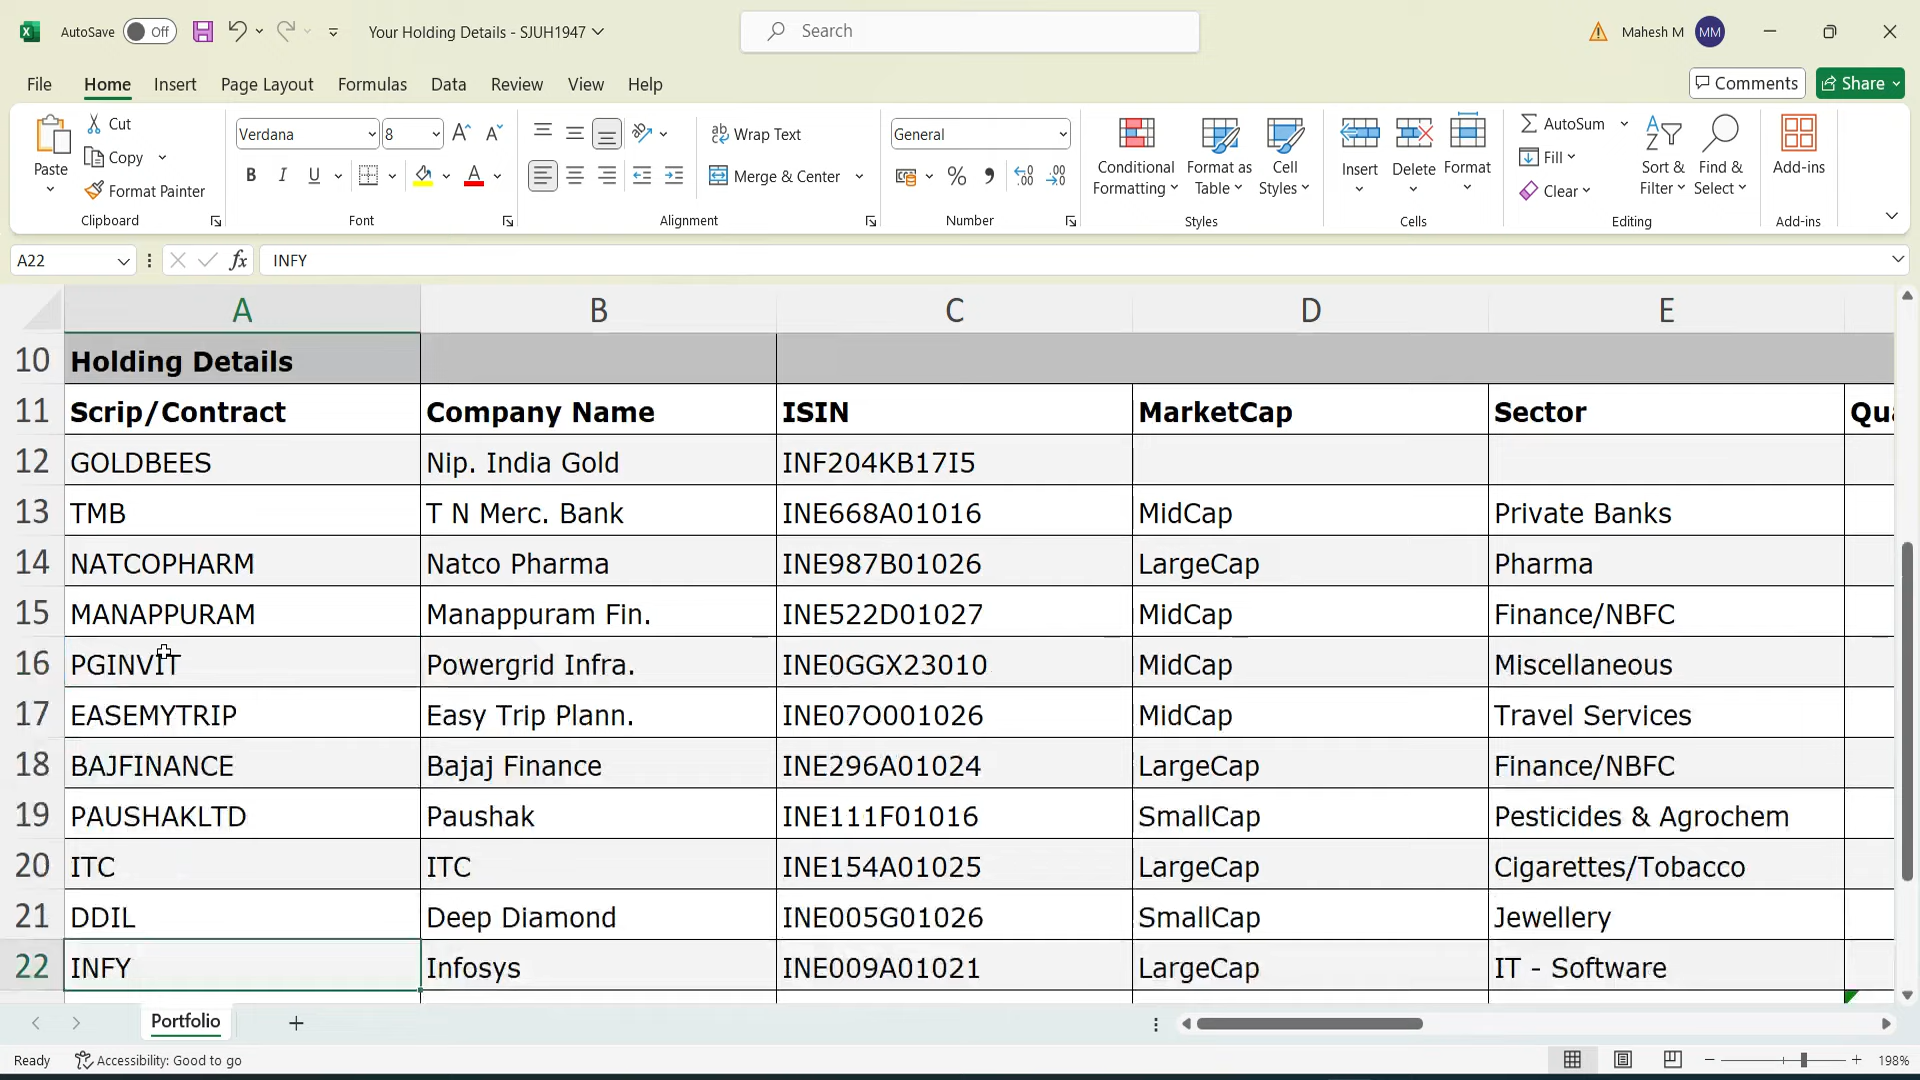 AutoSave Off Your Holding Details - SJUH1947 Search Mahesh M MM
File Home Insert Page Layout Formulas Data Review View Help Comments Share
Paste Cut Copy Format Painter Clipboard
Verdana 8 B I U A Font
Wrap Text Merge & Center Alignment
General % Number
Conditional Formatting Format as Table Cell Styles Styles
Insert Delete Format Cells
AutoSum Fill Clear Sort & Filter Find & Select Editing
Add-ins Add-ins
A22 fx INFY
A B C D E
10 Holding Details
11 Scrip/Contract Company Name ISIN MarketCap Sector
12 GOLDBEES Nip. India Gold INF204KB17I5
13 TMB T N Merc. Bank INE668A01016 MidCap Private Banks
14 NATCOPHARM Natco Pharma INE987B01026 LargeCap Pharma
15 MANAPPURAM Manappuram Fin. INE522D01027 MidCap Finance/NBFC
16 PGINVIT Powergrid Infra. INE0GGX23010 MidCap Miscellaneous
17 EASEMYTRIP Easy Trip Plann. INE07O001026 MidCap Travel Services
18 BAJFINANCE Bajaj Finance INE296A01024 LargeCap Finance/NBFC
19 PAUSHAKLTD Paushak INE111F01016 SmallCap Pesticides & Agrochem
20 ITC ITC INE154A01025 LargeCap Cigarettes/Tobacco
21 DDIL Deep Diamond INE005G01026 SmallCap Jewellery
22 INFY Infosys INE009A01021 LargeCap IT - Software
Portfolio
Ready Accessibility: Good to go 198%